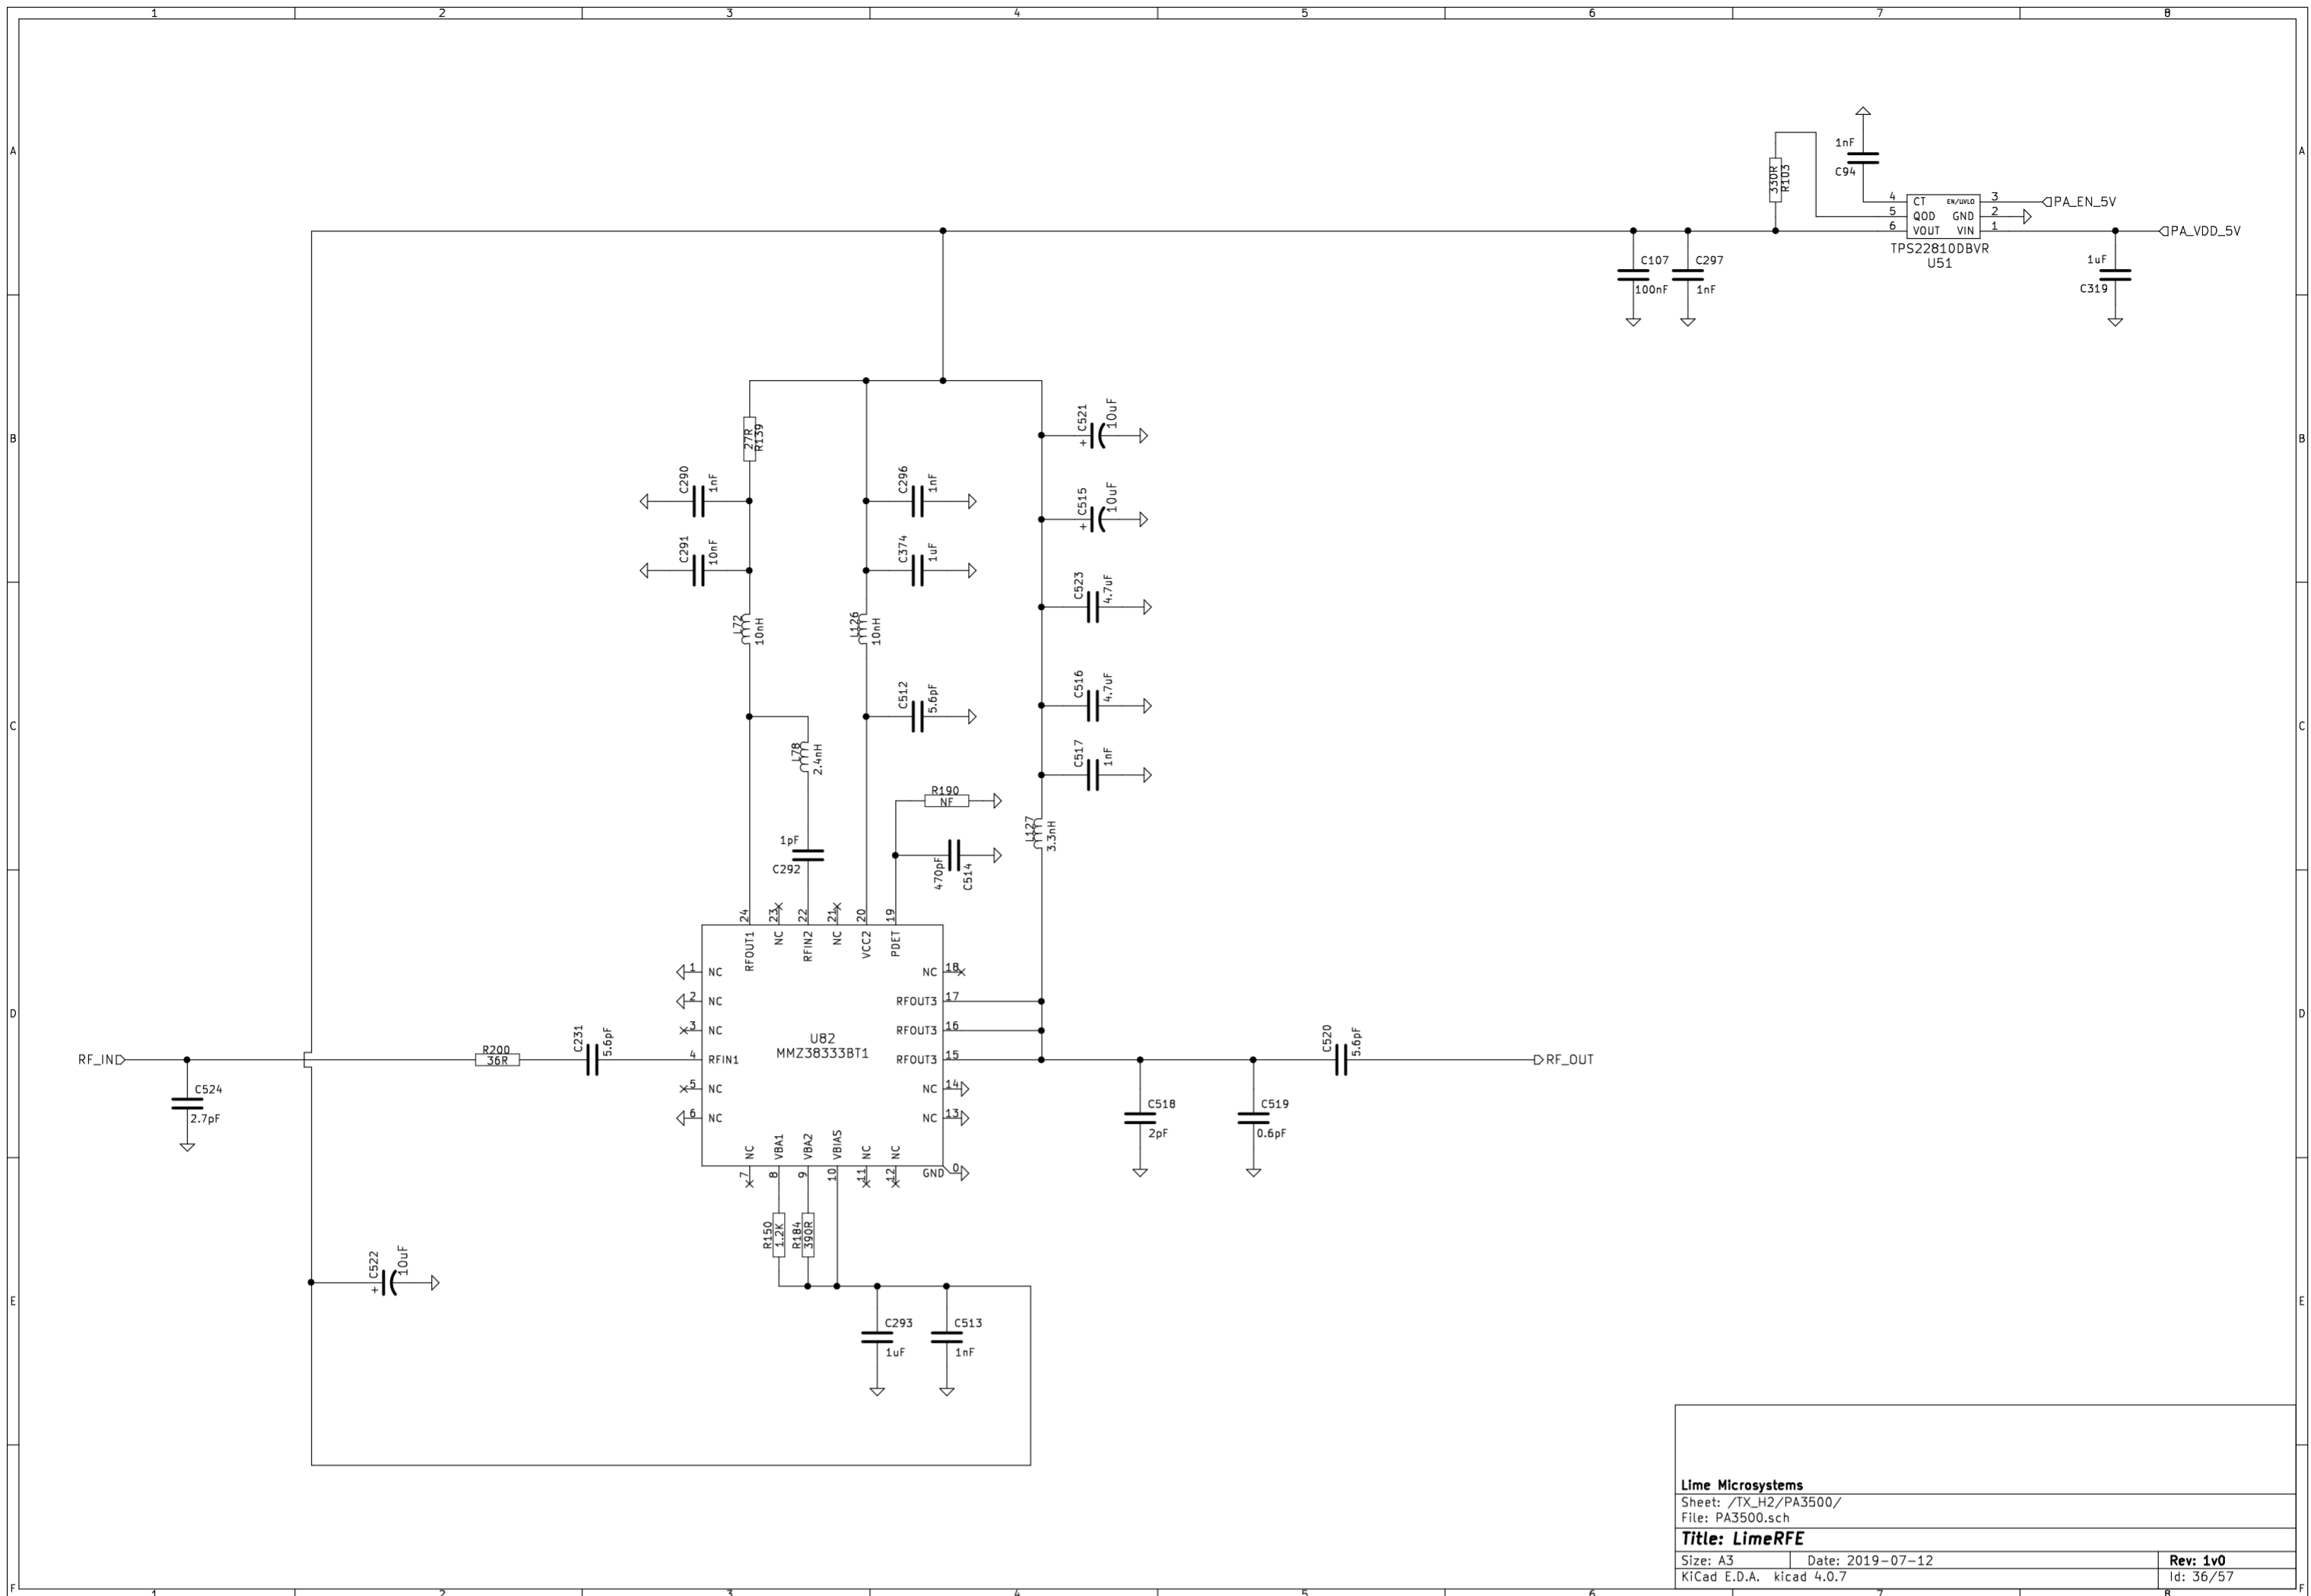 1 2 3 4 5 6 7 8
A A
1nF
C94
330R
R103
4 CT EN/UVLO 3 PA_EN_5V
5 QOD GND 2
6 VOUT VIN 1 PA_VDD_5V
TPS22810DBVR
U51
C107
100nF
C297
1nF
1uF
C319
B B
27R
R139
C521
10uF
+
C290
1nF
C296
1nF
C515
10uF
+
C291
10nF
C374
1uF
C523
4.7uF
L72
10nH
L126
10nH
C512
5.6pF
C516
4.7uF
C C
L78
2.4nH
C517
1nF
R190
NF
L127
3.3nH
1pF
C292
470pF
C514
24 23 22 21 20 19
RFOUT1 NC RFIN2 NC VCC2 PDET
1 NC NC 18
2 NC RFOUT3 17
D D
3 NC RFOUT3 16
U82
MMZ38333BT1
RF_IN
R200
36R
C231
5.6pF
4 RFIN1 RFOUT3 15
C520
5.6pF
RF_OUT
5 NC NC 14
6 NC NC 13
C524
2.7pF
C518
2pF
C519
0.6pF
NC VBA1 VBA2 VBIAS NC NC GND 0
7 8 9 10 11 12
R150
1.2K
R184
390R
C522
10uF
+
E E
C293
1uF
C513
1nF
Lime Microsystems
Sheet: /TX_H2/PA3500/
File: PA3500.sch
Title: LimeRFE
Size: A3 Date: 2019-07-12 Rev: 1v0
KiCad E.D.A. kicad 4.0.7 Id: 36/57
F F
1 2 3 4 5 6 7 8